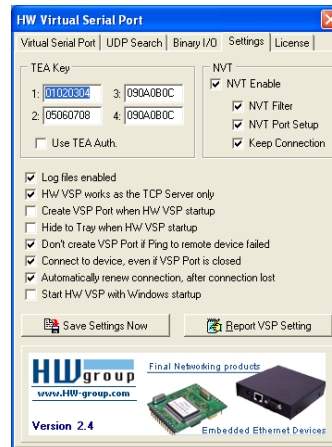 HW Virtual Serial Port
Virtual Serial Port UDP Search Binary I/O Settings License
TEA Key
1: 01020304 3: 090A0B0C
2: 05060708 4: 090A0B0C
Use TEA Auth.
NVT
NVT Enable
NVT Filter
NVT Port Setup
Keep Connection
Log files enabled
HW VSP works as the TCP Server only
Create VSP Port when HW VSP startup
Hide to Tray when HW VSP startup
Don't create VSP Port if Ping to remote device failed
Connect to device, even if VSP Port is closed
Automatically renew connection, after connection lost
Start HW VSP with Windows startup
Save Settings Now Report VSP Setting
HW group
www.HW-group.com
Version 2.4
Final Networking products
Embedded Ethernet Devices